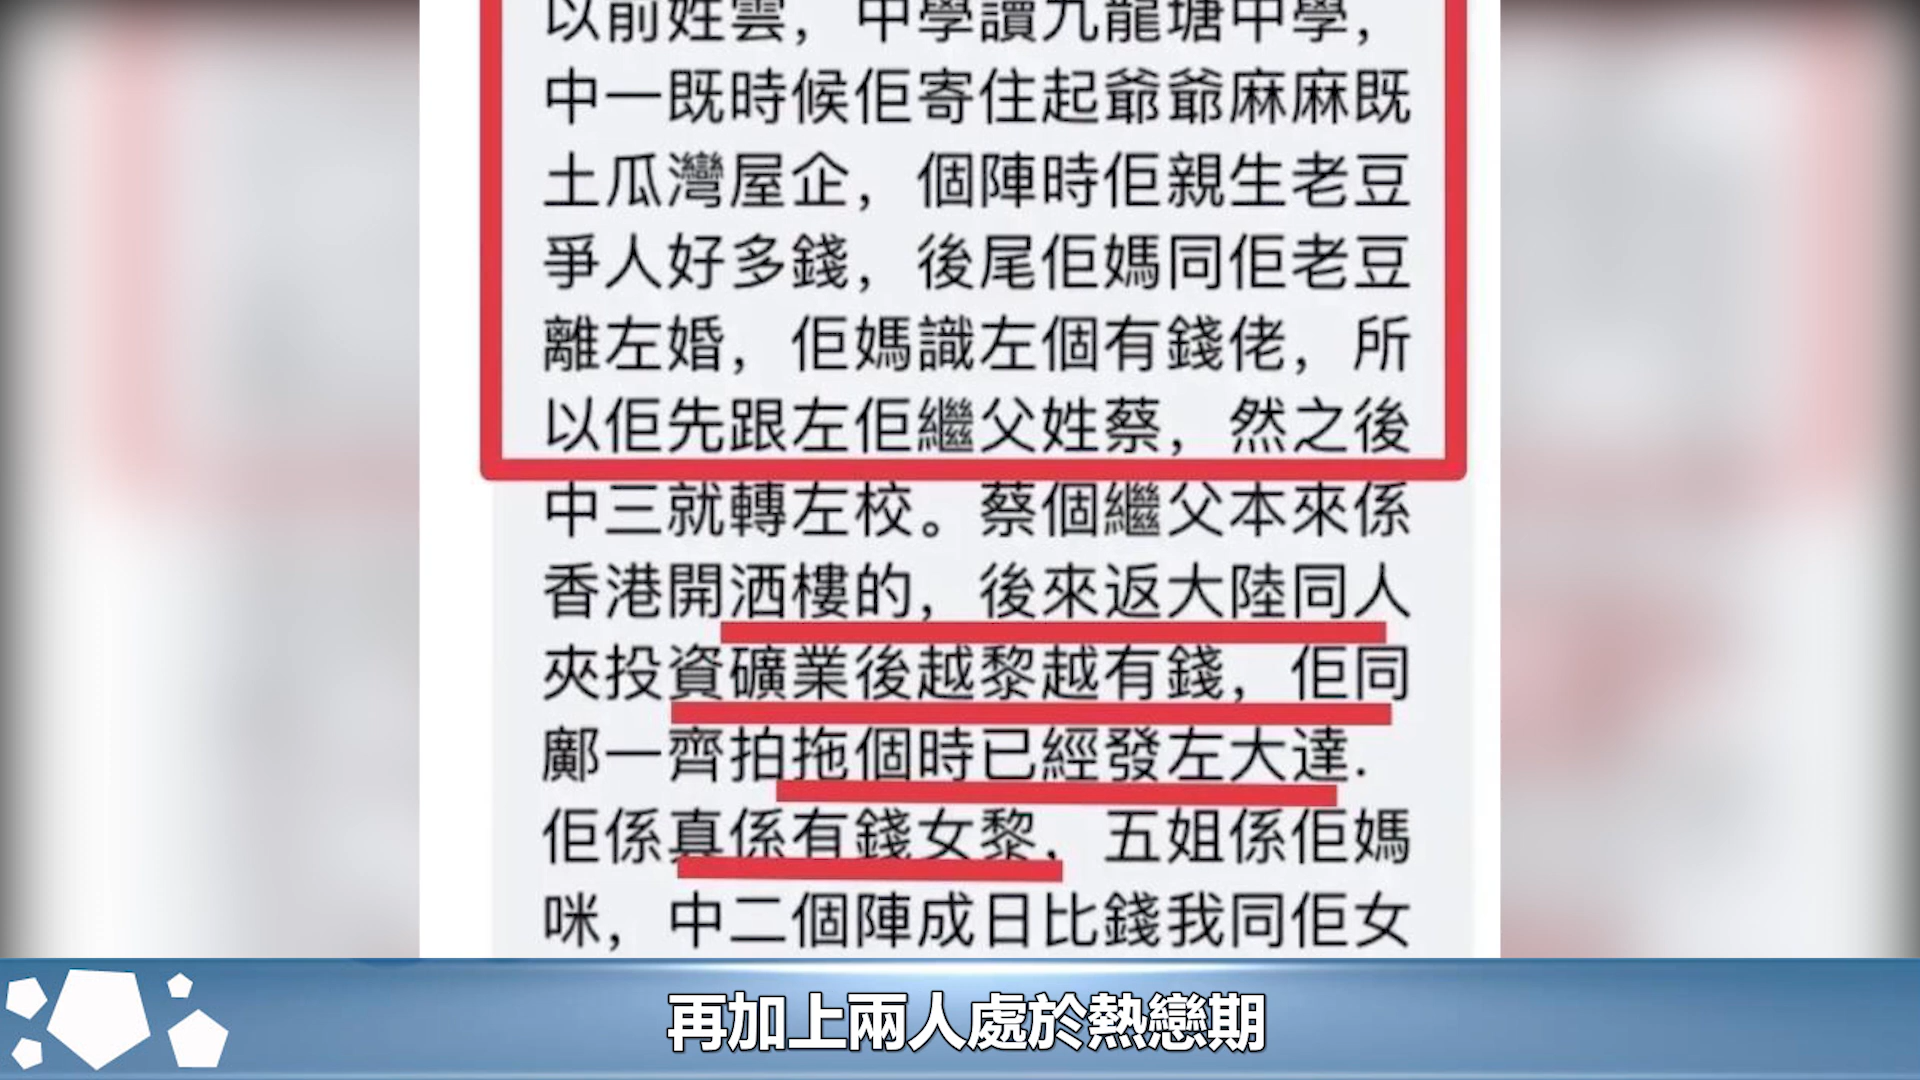 以前姓雲，中學讀九龍塘中學，
中一既時候佢寄住起爺爺麻麻既
土瓜灣屋企，個陣時佢親生老豆
爭人好多錢，後尾佢媽同佢老豆
離左婚，佢媽識左個有錢佬，所
以佢先跟左佢繼父姓蔡，然之後
中三就轉左校。蔡個繼父本來係
香港開洒樓的，後來返大陸同人
夾投資礦業後越黎越有錢，佢同
鄺一齊拍拖個時已經發左大達.
佢係真係有錢女黎，五姐係佢媽
咪，中二個陣成日比錢我同佢女
再加上兩人處於熱戀期